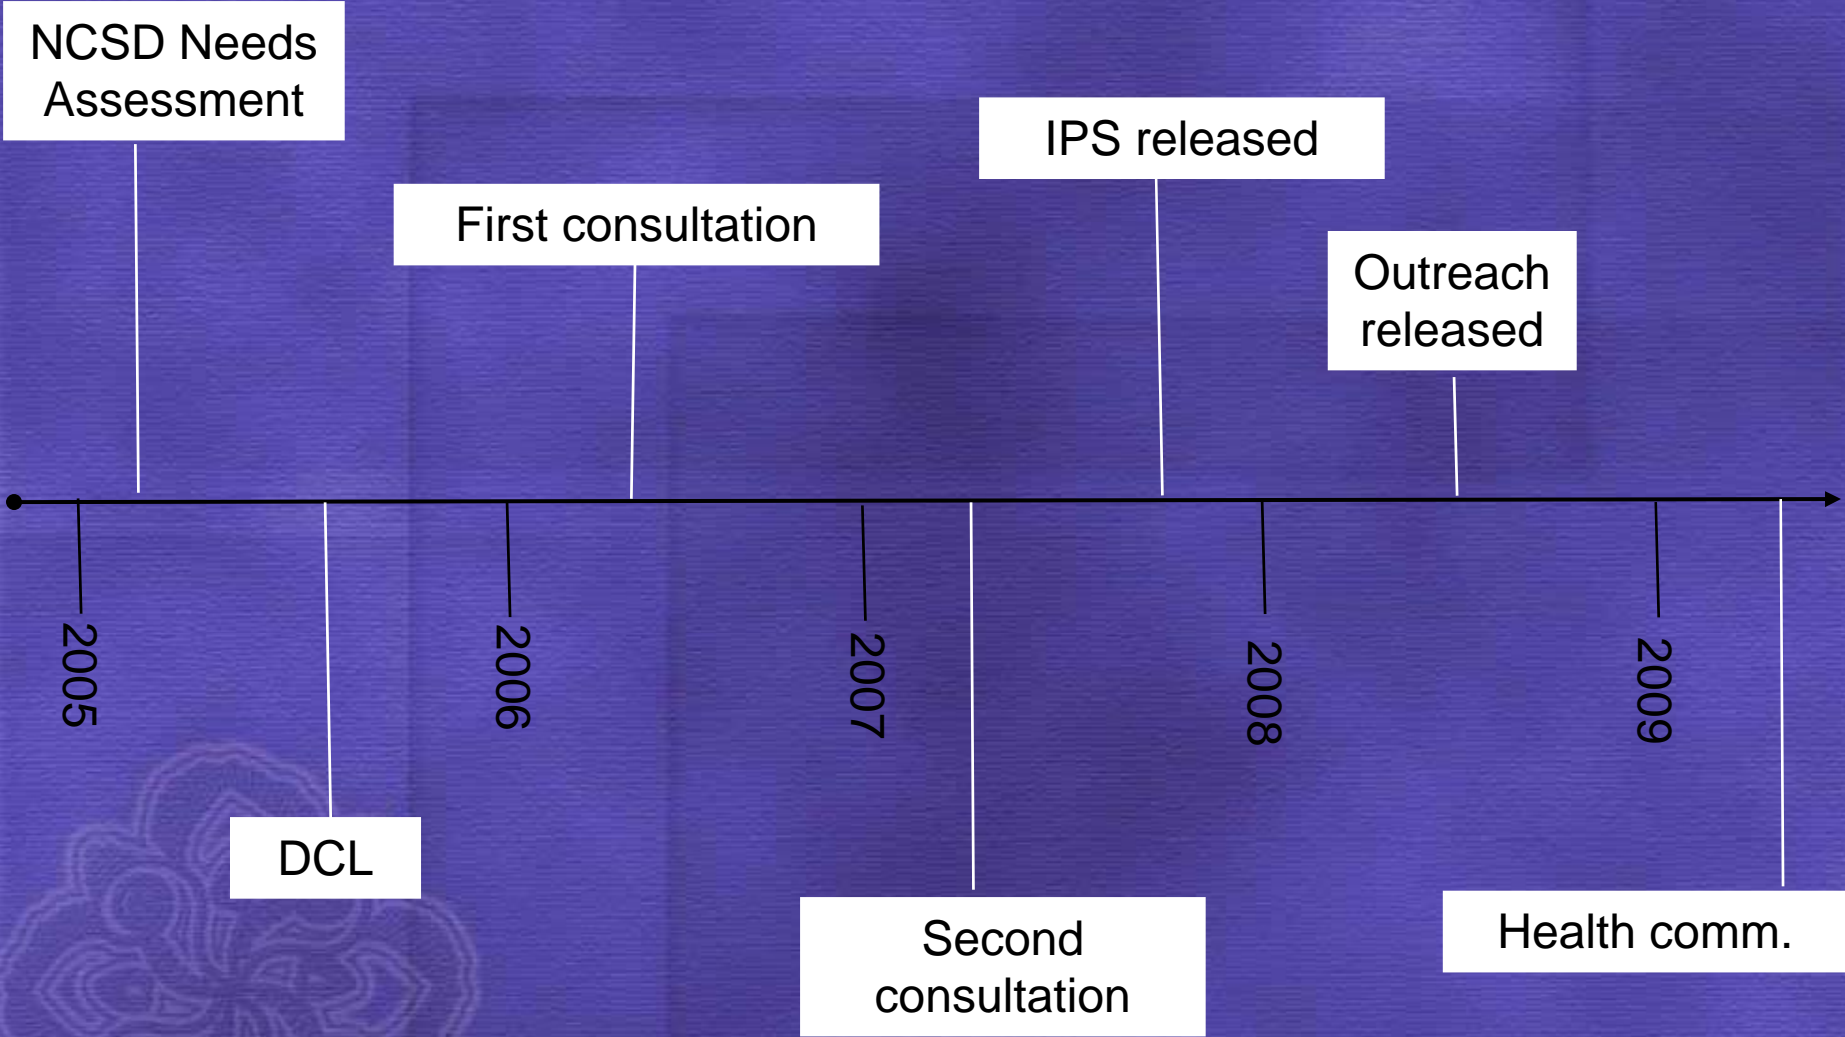 NCSD Needs
Assessment
IPS released
First consultation
Outreach
released
2005
2006
2007
2008
2009
DCL
Second
consultation
Health comm.